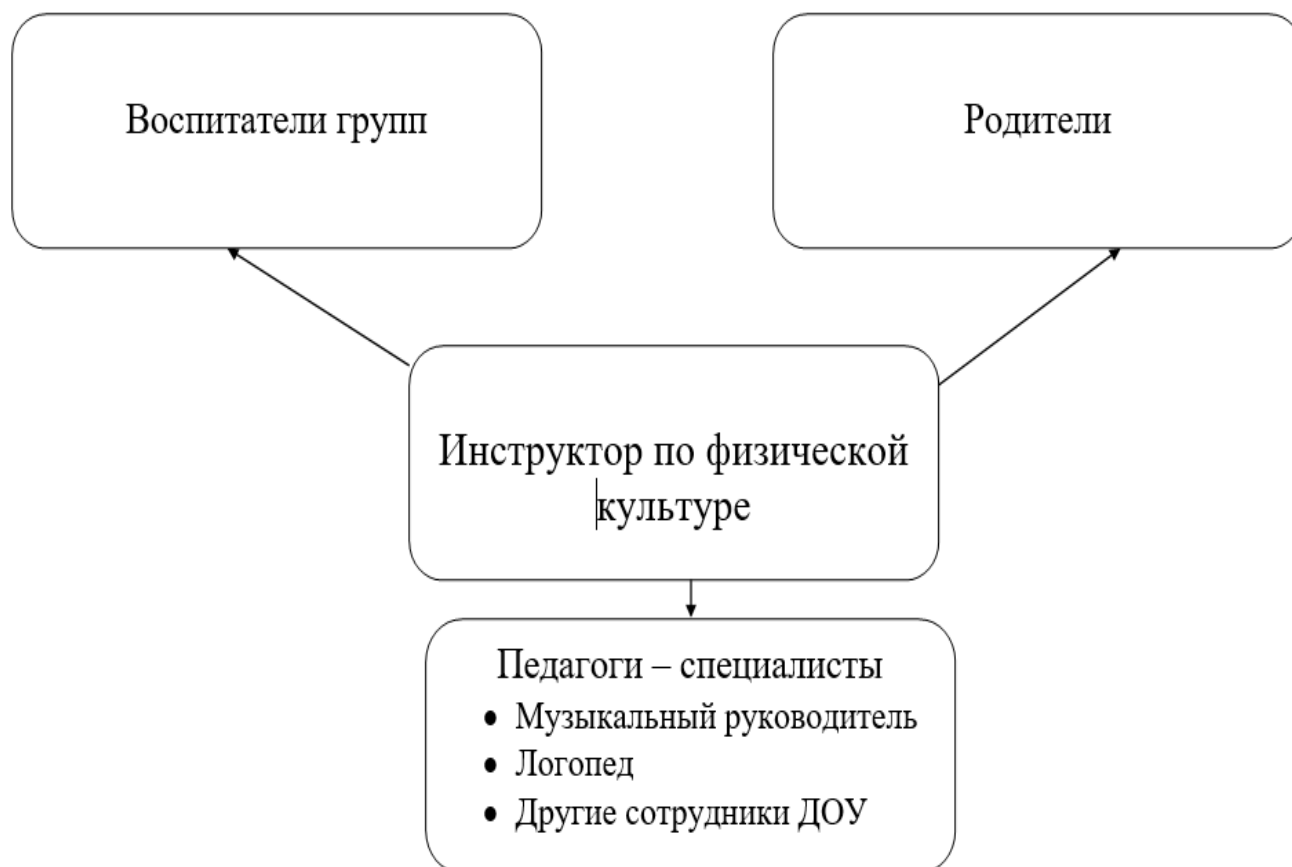 Воспитатели групп
Родители
Инструктор по физической
культуре
Педагоги – специалисты
• Музыкальный руководитель
• Логопед
• Другие сотрудники ДОУ